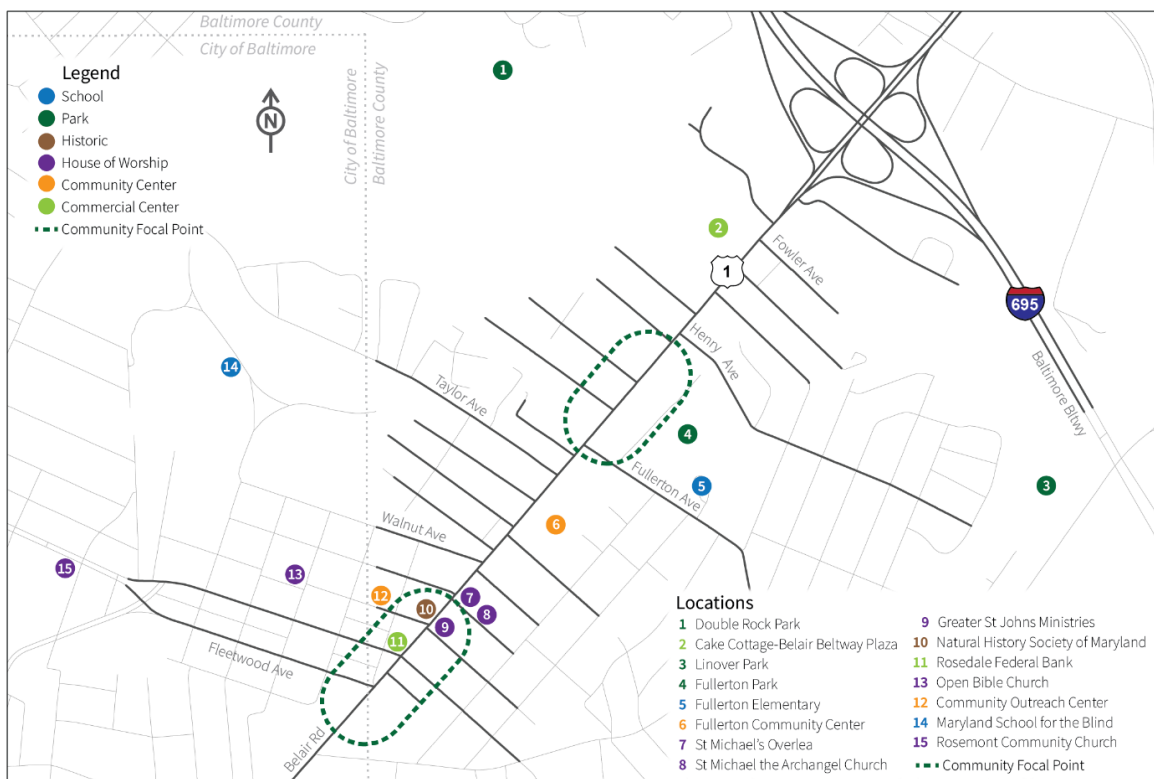 Baltimore County
City of Baltimore
Legend
School
Park
Historic
House of Worship
Community Center
Commercial Center
Community Focal Point
N
City of Baltimore
Baltimore County
1
2
Fowler Ave
1
695
Baltimore Bltwy
Henry Ave
14
Taylor Ave
4
Fullerton Ave
5
3
6
Walnut Ave
15
13
12
7
10
8
9
11
Fleetwood Ave
Belair Rd
Locations
1 Double Rock Park
2 Cake Cottage-Belair Beltway Plaza
3 Linover Park
4 Fullerton Park
5 Fullerton Elementary
6 Fullerton Community Center
7 St Michael's Overlea
8 St Michael the Archangel Church
9 Greater St Johns Ministries
10 Natural History Society of Maryland
11 Rosedale Federal Bank
13 Open Bible Church
12 Community Outreach Center
14 Maryland School for the Blind
15 Rosemont Community Church
Community Focal Point